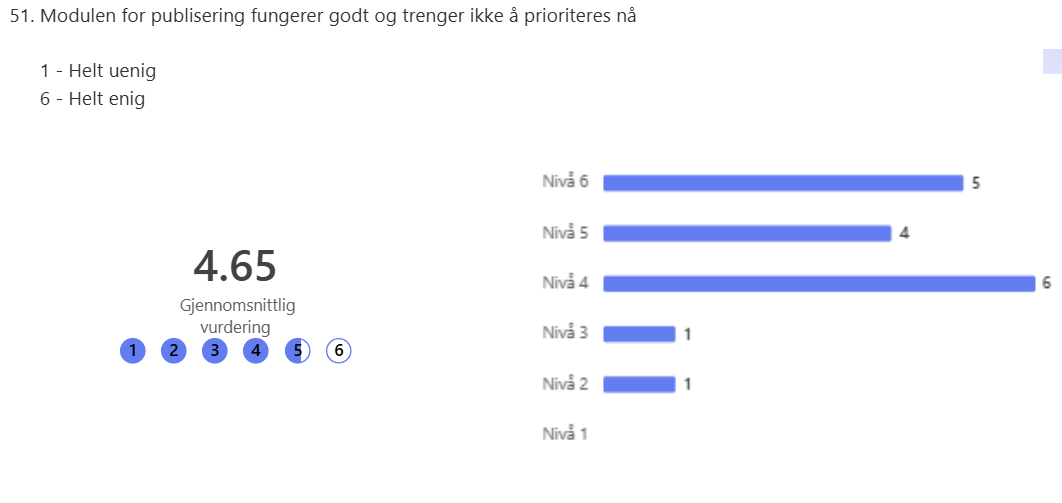 51. Modulen for publisering fungerer godt og trenger ikke å prioriteres nå
1 - Helt uenig
6 - Helt enig
4.65
Gjennomsnittlig
vurdering
1 2 3 4 5 6
Nivå 6 5
Nivå 5 4
Nivå 4 6
Nivå 3 1
Nivå 2 1
Nivå 1